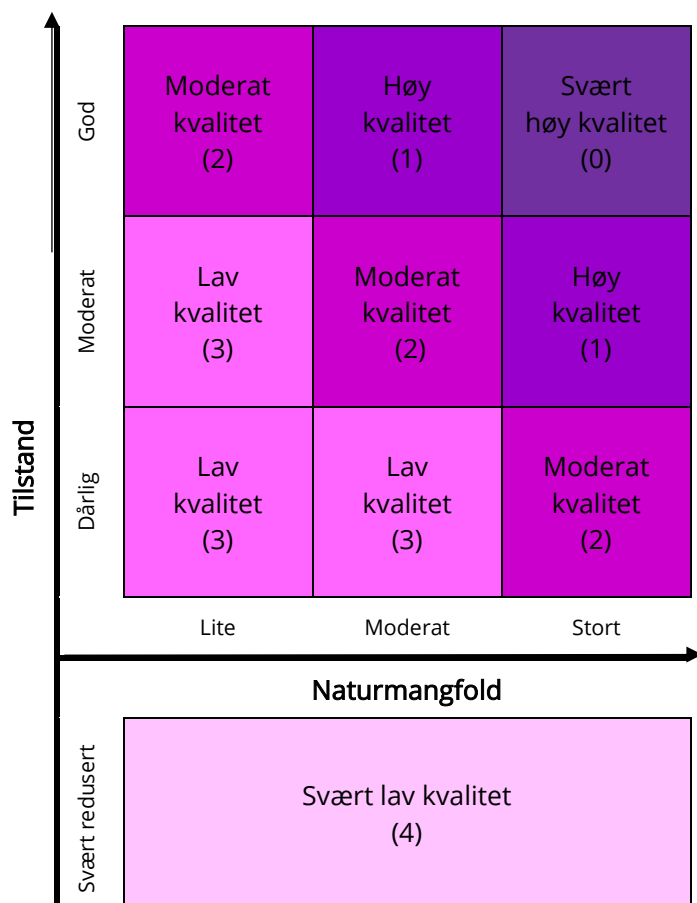 Tilstand
God
Moderat
kvalitet
(2)
Høy
kvalitet
(1)
Svært
høy kvalitet
(0)
Moderat
Lav
kvalitet
(3)
Moderat
kvalitet
(2)
Høy
kvalitet
(1)
Dårlig
Lav
kvalitet
(3)
Lav
kvalitet
(3)
Moderat
kvalitet
(2)
Lite
Moderat
Stort
Naturmangfold
Svært redusert
Svært lav kvalitet
(4)